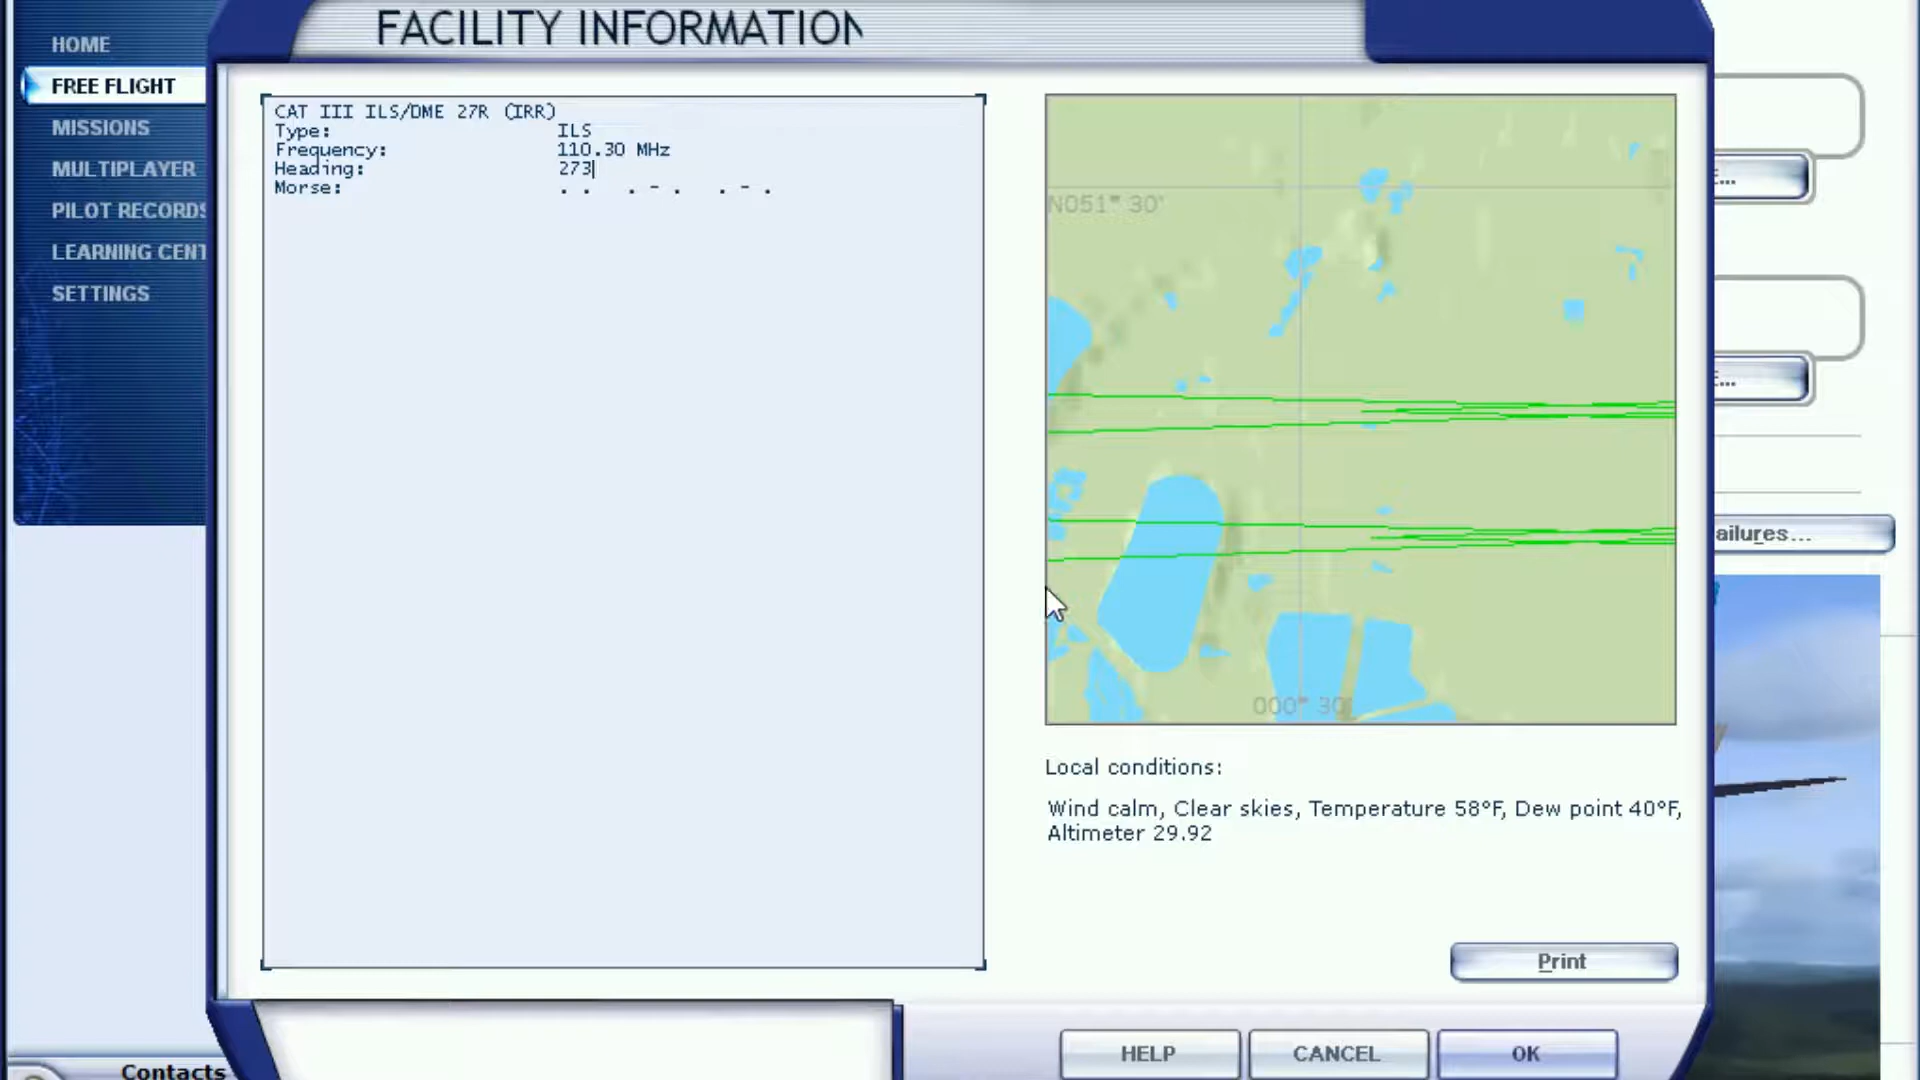 FACILITY INFORMATION
HOME
FREE FLIGHT
MISSIONS
MULTIPLAYER
PILOT RECORDS
LEARNING CENT
SETTINGS
CAT III ILS/DME 27R (IRR)
Type: ILS
Frequency: 110.30 MHz
Heading: 273
Morse: . .   . - .   . - .
N051° 30'
000° 30'
Local conditions:
Wind calm, Clear skies, Temperature 58°F, Dew point 40°F,
Altimeter 29.92
ailures...
Print
HELP
CANCEL
OK
Contacts